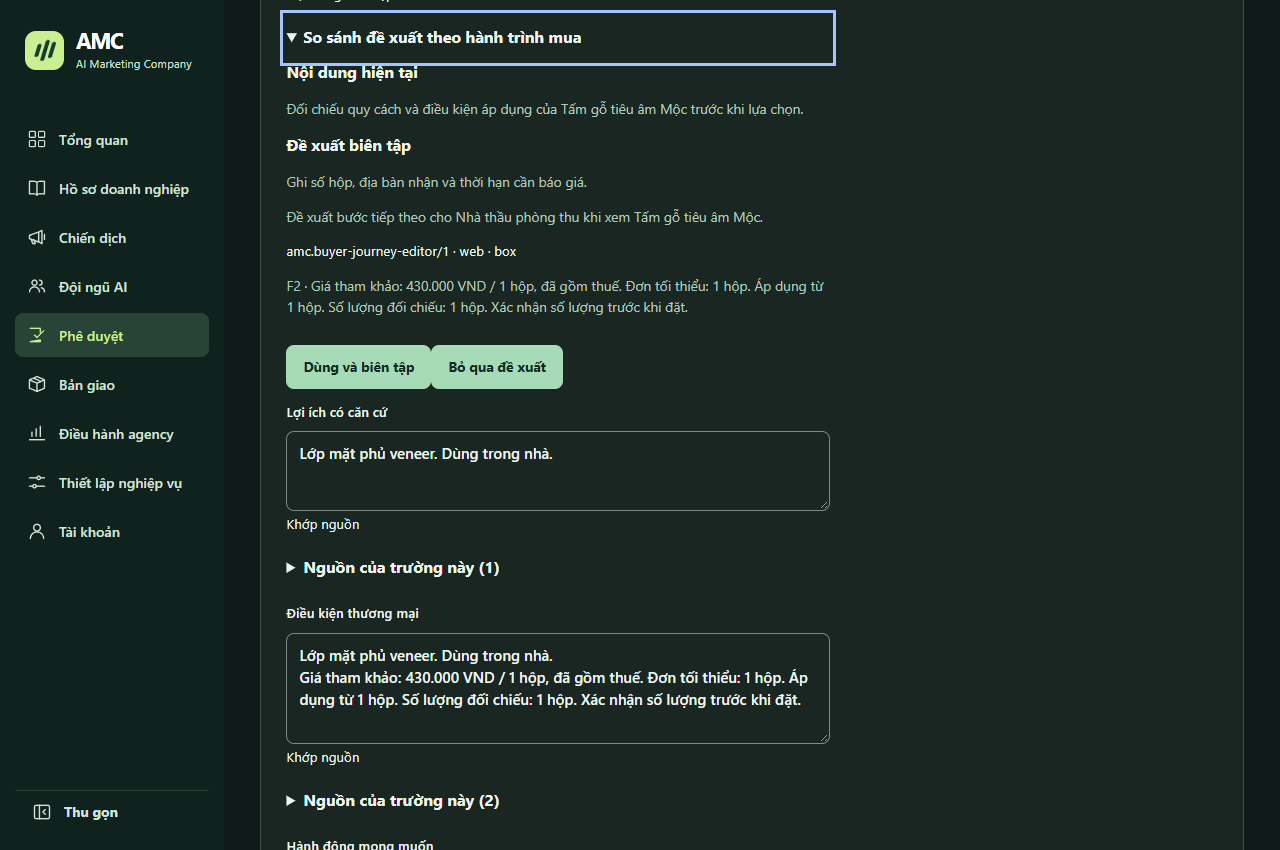 AMC
AI Marketing Company
Tổng quan
Hồ sơ doanh nghiệp
Chiến dịch
Đội ngũ AI
Phê duyệt
Bản giao
Điều hành agency
Thiết lập nghiệp vụ
Tài khoản
Thu gọn
So sánh đề xuất theo hành trình mua
Nội dung hiện tại
Đối chiếu quy cách và điều kiện áp dụng của Tấm gỗ tiêu âm Mộc trước khi lựa chọn.
Đề xuất biên tập
Ghi số hộp, địa bàn nhận và thời hạn cần báo giá.
Đề xuất bước tiếp theo cho Nhà thầu phòng thu khi xem Tấm gỗ tiêu âm Mộc.
amc.buyer-journey-editor/1 · web · box
F2 · Giá tham khảo: 430.000 VND / 1 hộp, đã gồm thuế. Đơn tối thiểu: 1 hộp. Áp dụng từ
1 hộp. Số lượng đối chiếu: 1 hộp. Xác nhận số lượng trước khi đặt.
Dùng và biên tập
Bỏ qua đề xuất
Lợi ích có căn cứ
Lớp mặt phủ veneer. Dùng trong nhà.
Khớp nguồn
Nguồn của trường này (1)
Điều kiện thương mại
Lớp mặt phủ veneer. Dùng trong nhà.
Giá tham khảo: 430.000 VND / 1 hộp, đã gồm thuế. Đơn tối thiểu: 1 hộp. Áp
dụng từ 1 hộp. Số lượng đối chiếu: 1 hộp. Xác nhận số lượng trước khi đặt.
Khớp nguồn
Nguồn của trường này (2)
Hành động mong muốn